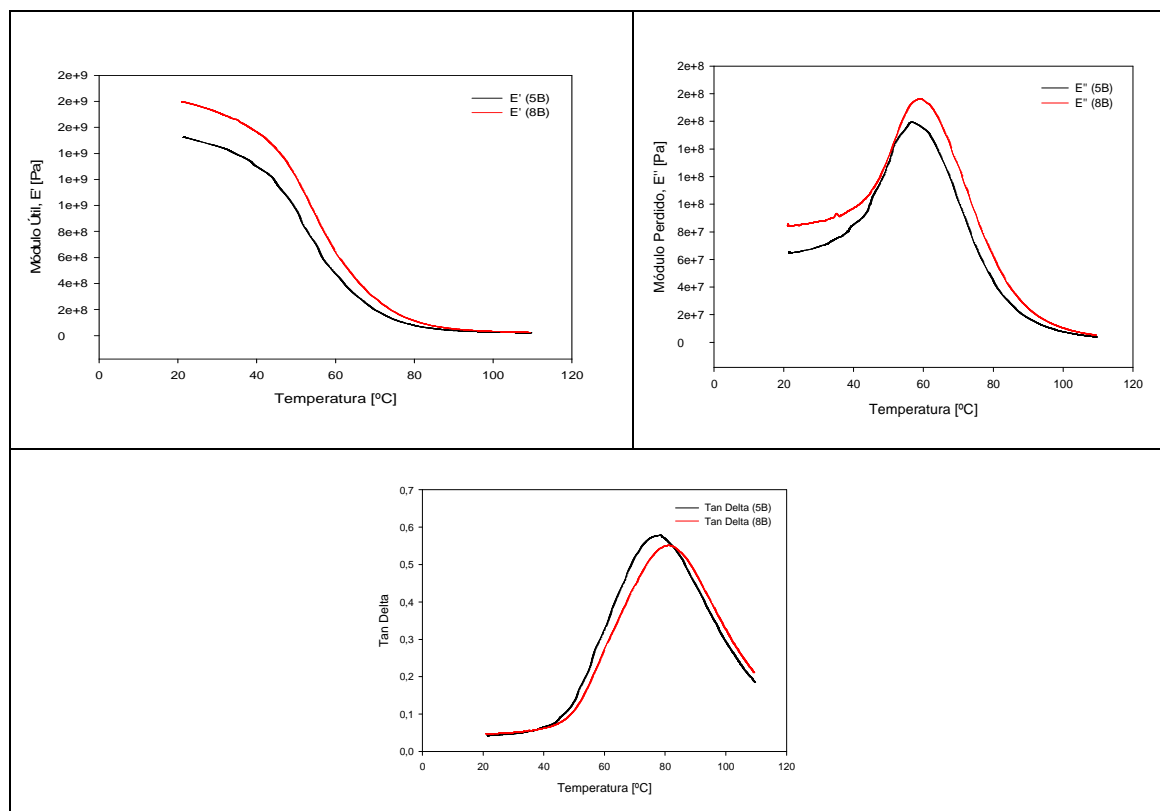 2e+9
2e+9
2e+9
1e+9
1e+9
1e+9
8e+8
6e+8
4e+8
2e+8
0
Módulo Útil, E' [Pa]
E' (5B)
E' (8B)
0 20 40 60 80 100 120
Temperatura [ºC]
2e+8
2e+8
2e+8
1e+8
1e+8
1e+8
8e+7
6e+7
4e+7
2e+7
0
Módulo Perdido, E'' [Pa]
E'' (5B)
E'' (8B)
0 20 40 60 80 100 120
Temperatura [ºC]
0,7
0,6
0,5
0,4
0,3
0,2
0,1
0,0
Tan Delta
Tan Delta (5B)
Tan Delta (8B)
0 20 40 60 80 100 120
Temperatura [ºC]